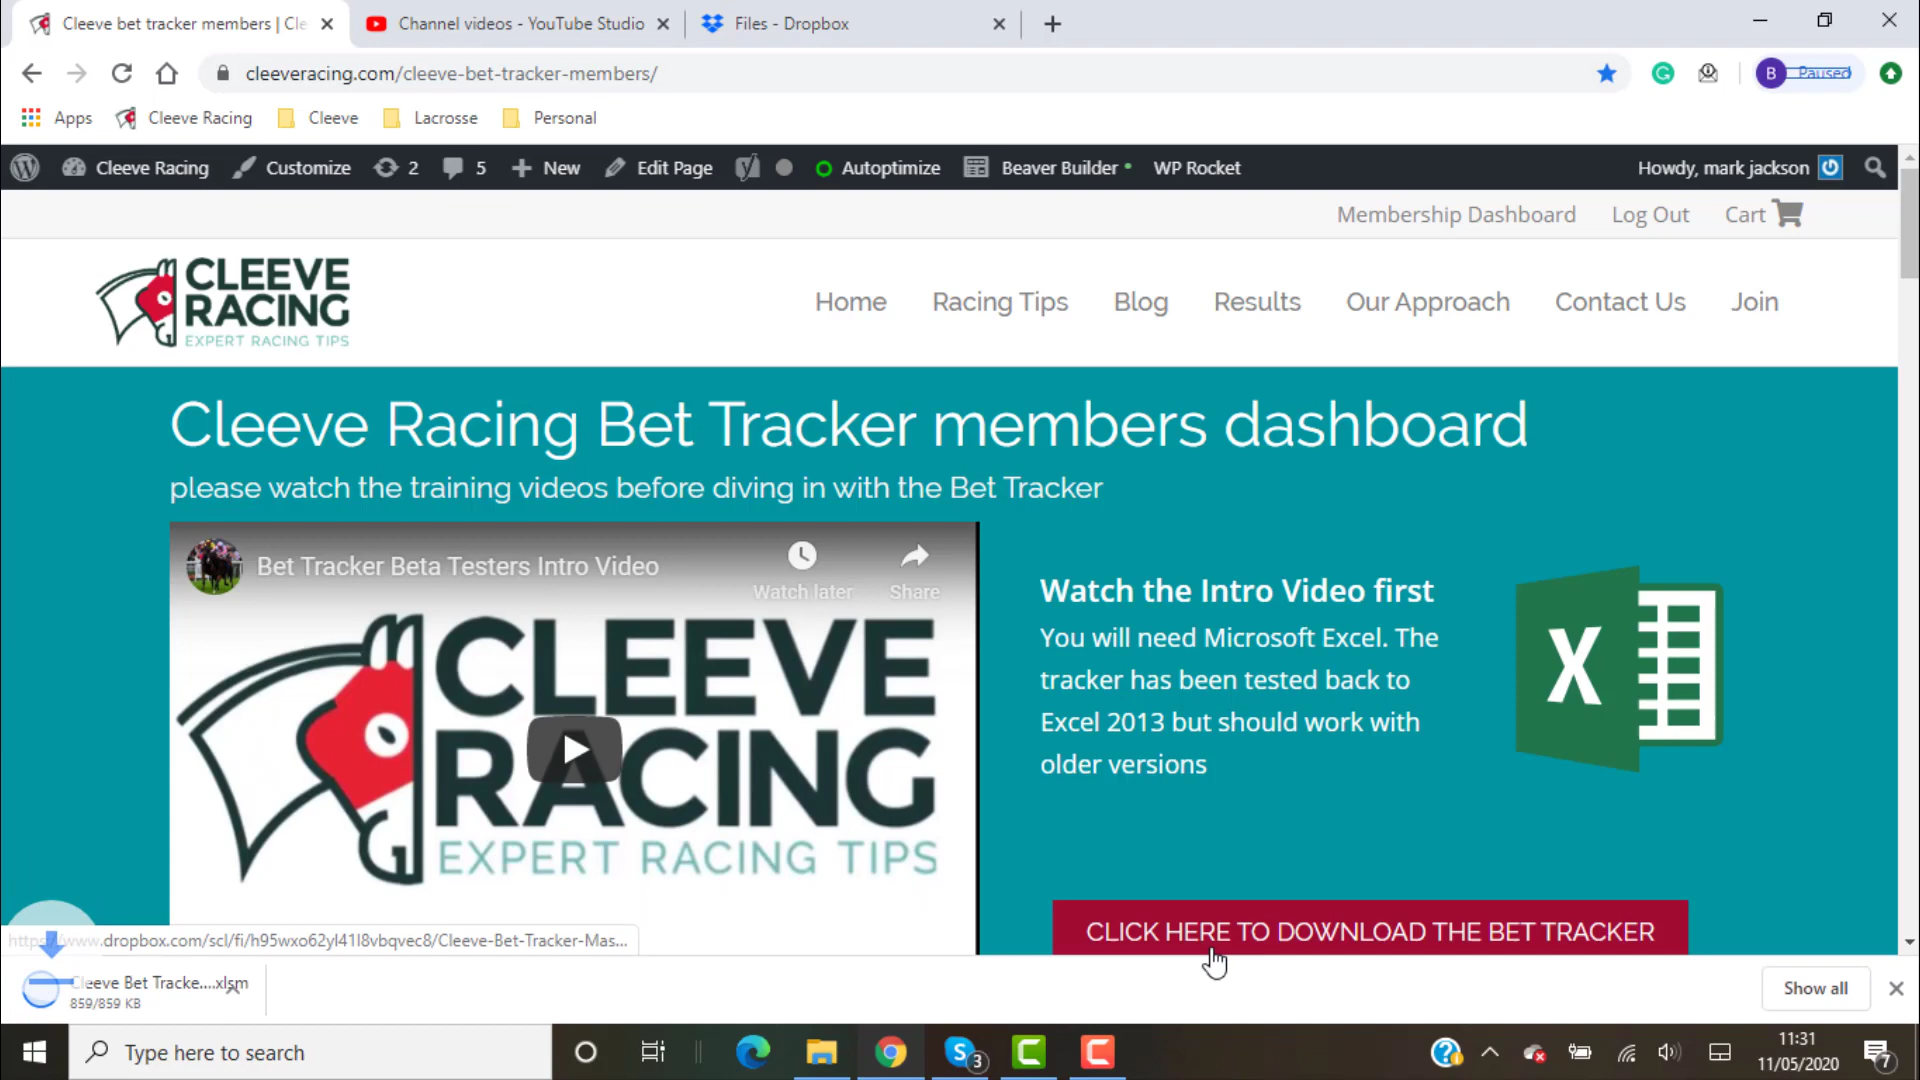 Cleeve bet tracker members | Cle
Channel videos - YouTube Studio
Files - Dropbox
cleeveracing.com/cleeve-bet-tracker-members/
B Paused
Apps
Cleeve Racing
Cleeve
Lacrosse
Personal
Cleeve Racing
Customize
2
5
New
Edit Page
Autoptimize
Beaver Builder
WP Rocket
Howdy, mark jackson
Membership Dashboard
Log Out
Cart
CLEEVE
RACING
EXPERT RACING TIPS
Home
Racing Tips
Blog
Results
Our Approach
Contact Us
Join
Cleeve Racing Bet Tracker members dashboard
please watch the training videos before diving in with the Bet Tracker
Bet Tracker Beta Testers Intro Video
Watch later
Share
CLEEVE
RACING
EXPERT RACING TIPS
Watch the Intro Video first
You will need Microsoft Excel. The
tracker has been tested back to
Excel 2013 but should work with
older versions
X
CLICK HERE TO DOWNLOAD THE BET TRACKER
https://www.dropbox.com/scl/fi/h95wxo62yl41l8vbqvec8/Cleeve-Bet-Tracker-Mas...
Cleeve Bet Tracke....xlsm
859/859 KB
Show all
Type here to search
S 3
C
C
11:31
11/05/2020
7